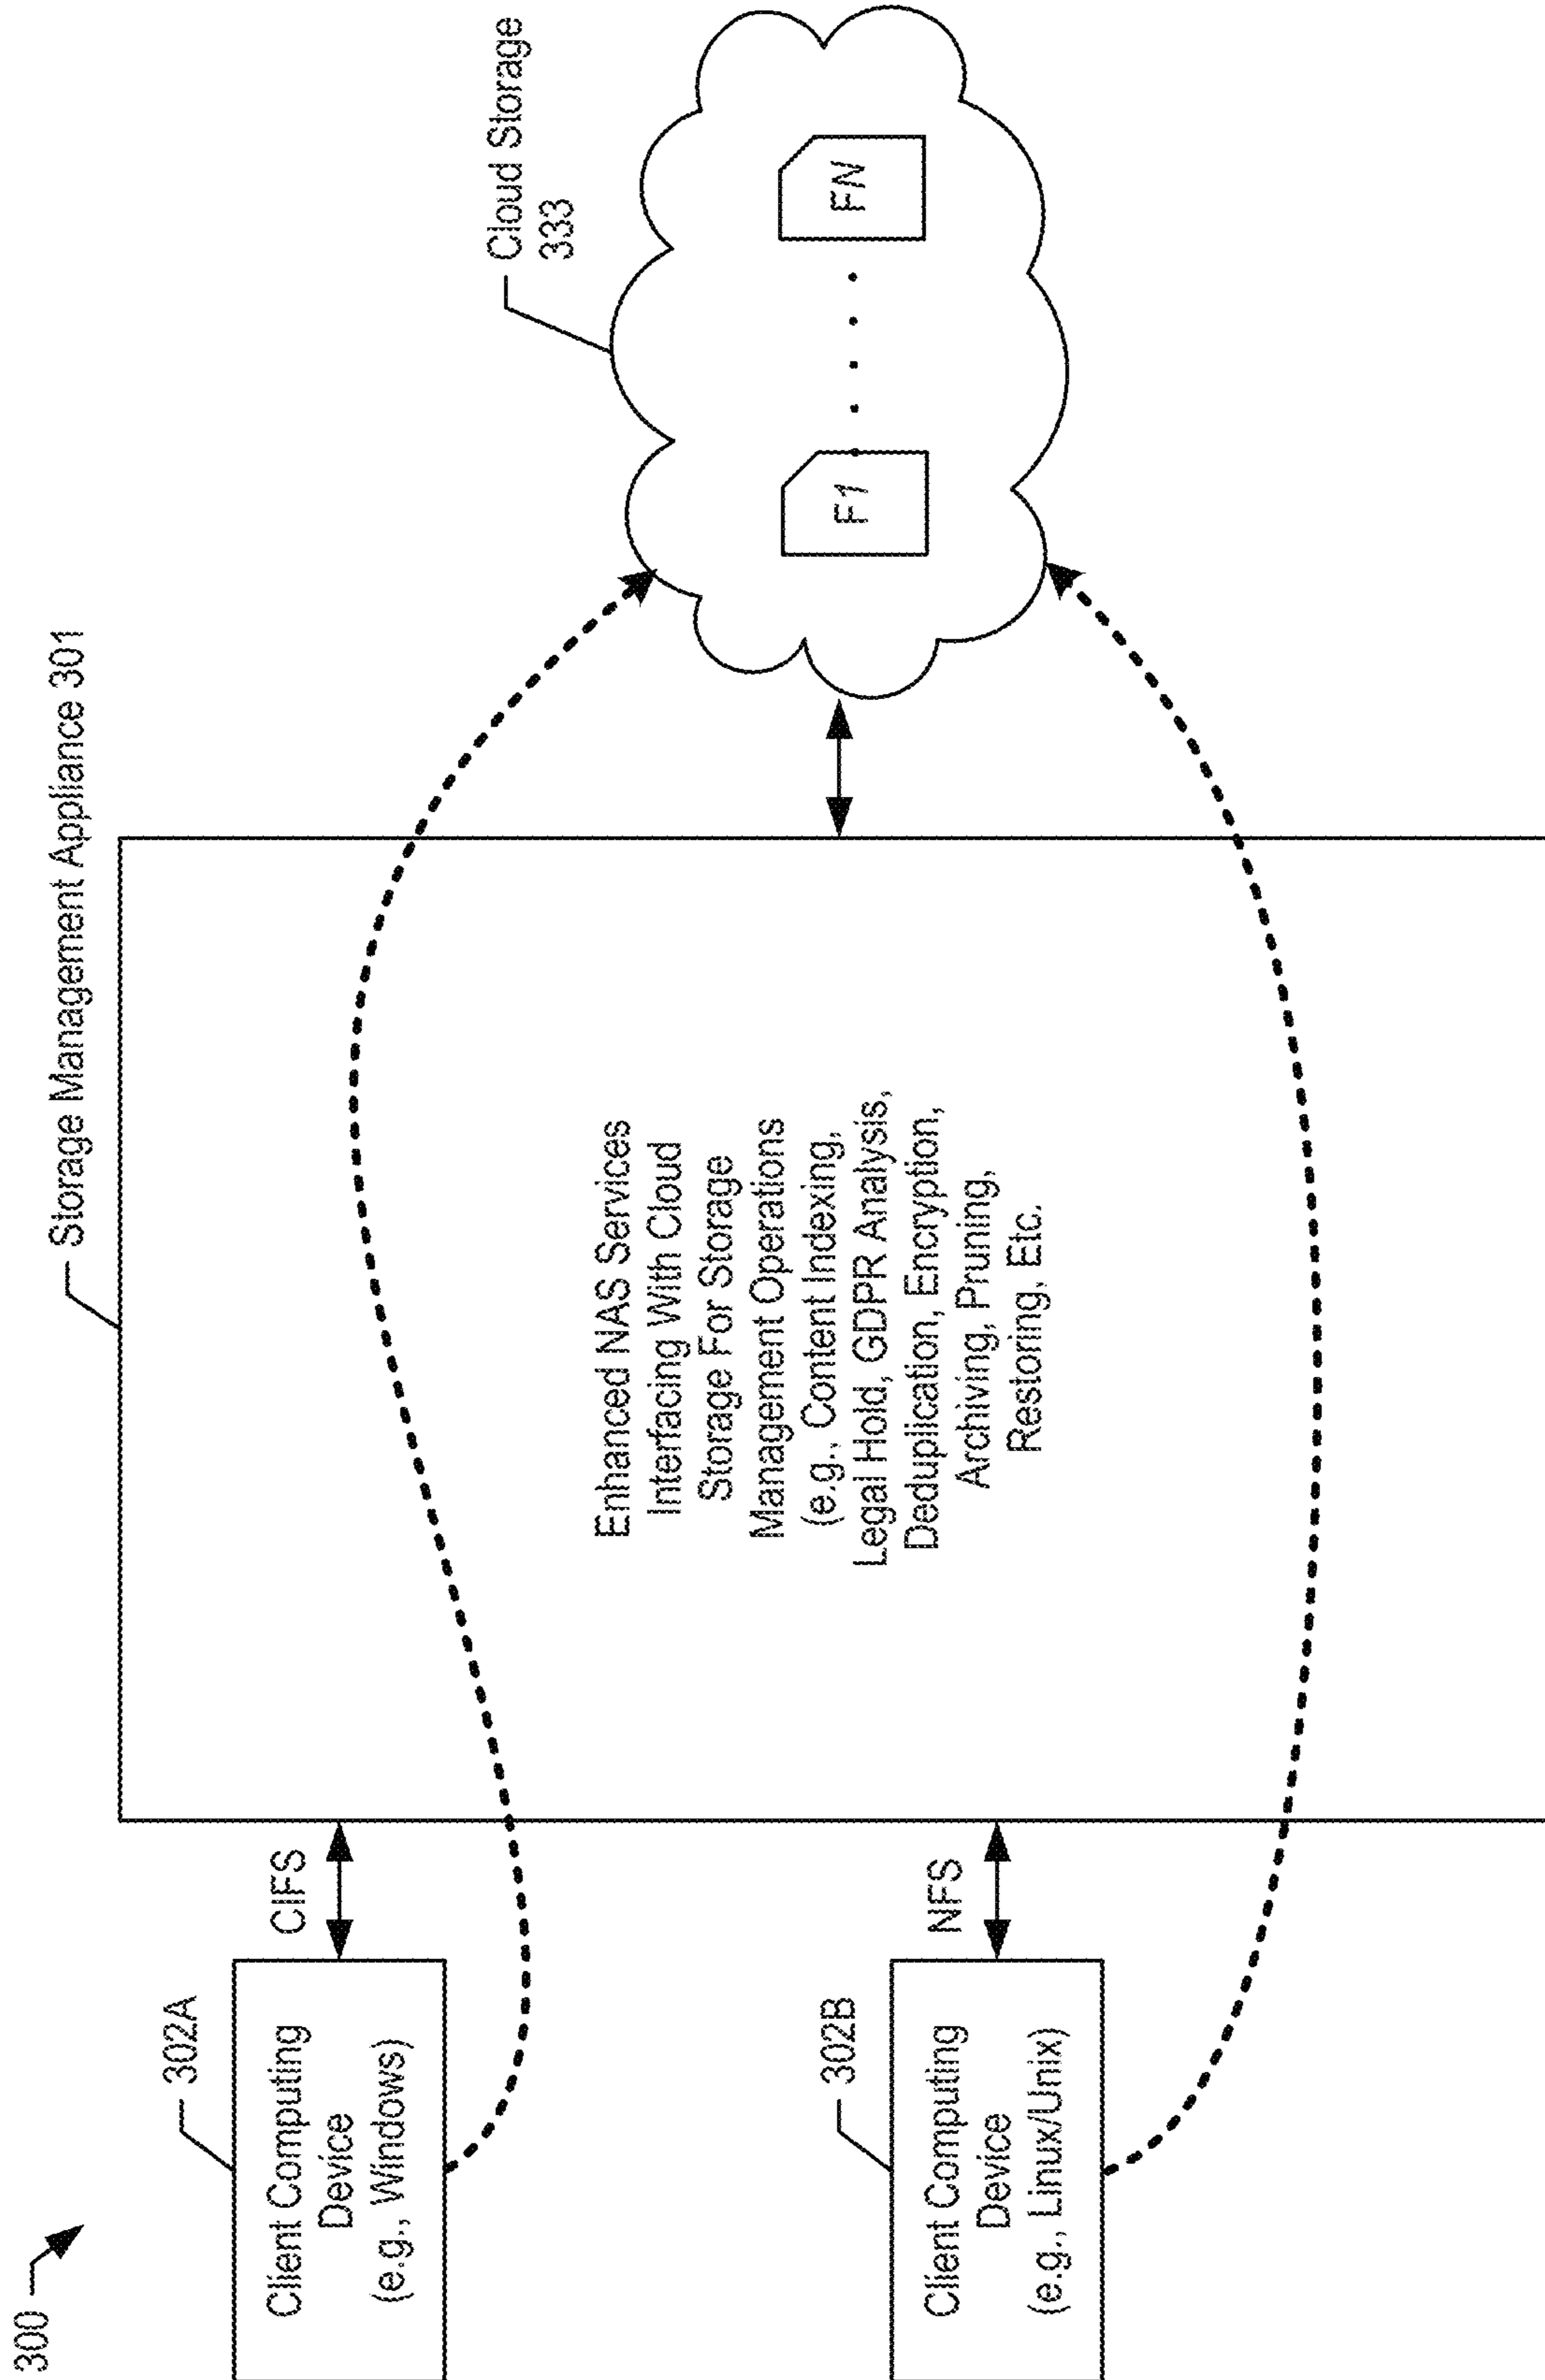 300
Storage Management Appliance 301
302A
Client Computing
Device
(e.g., Windows)
CIFS
302B
Client Computing
Device
(e.g., Linux/Unix)
NFS
Enhanced NAS Services
Interfacing With Cloud
Storage For Storage
Management Operations
(e.g., Content Indexing,
Legal Hold, GDPR Analysis,
Deduplication, Encryption,
Archiving, Pruning,
Restoring, Etc.
Cloud Storage
333
F1
FN